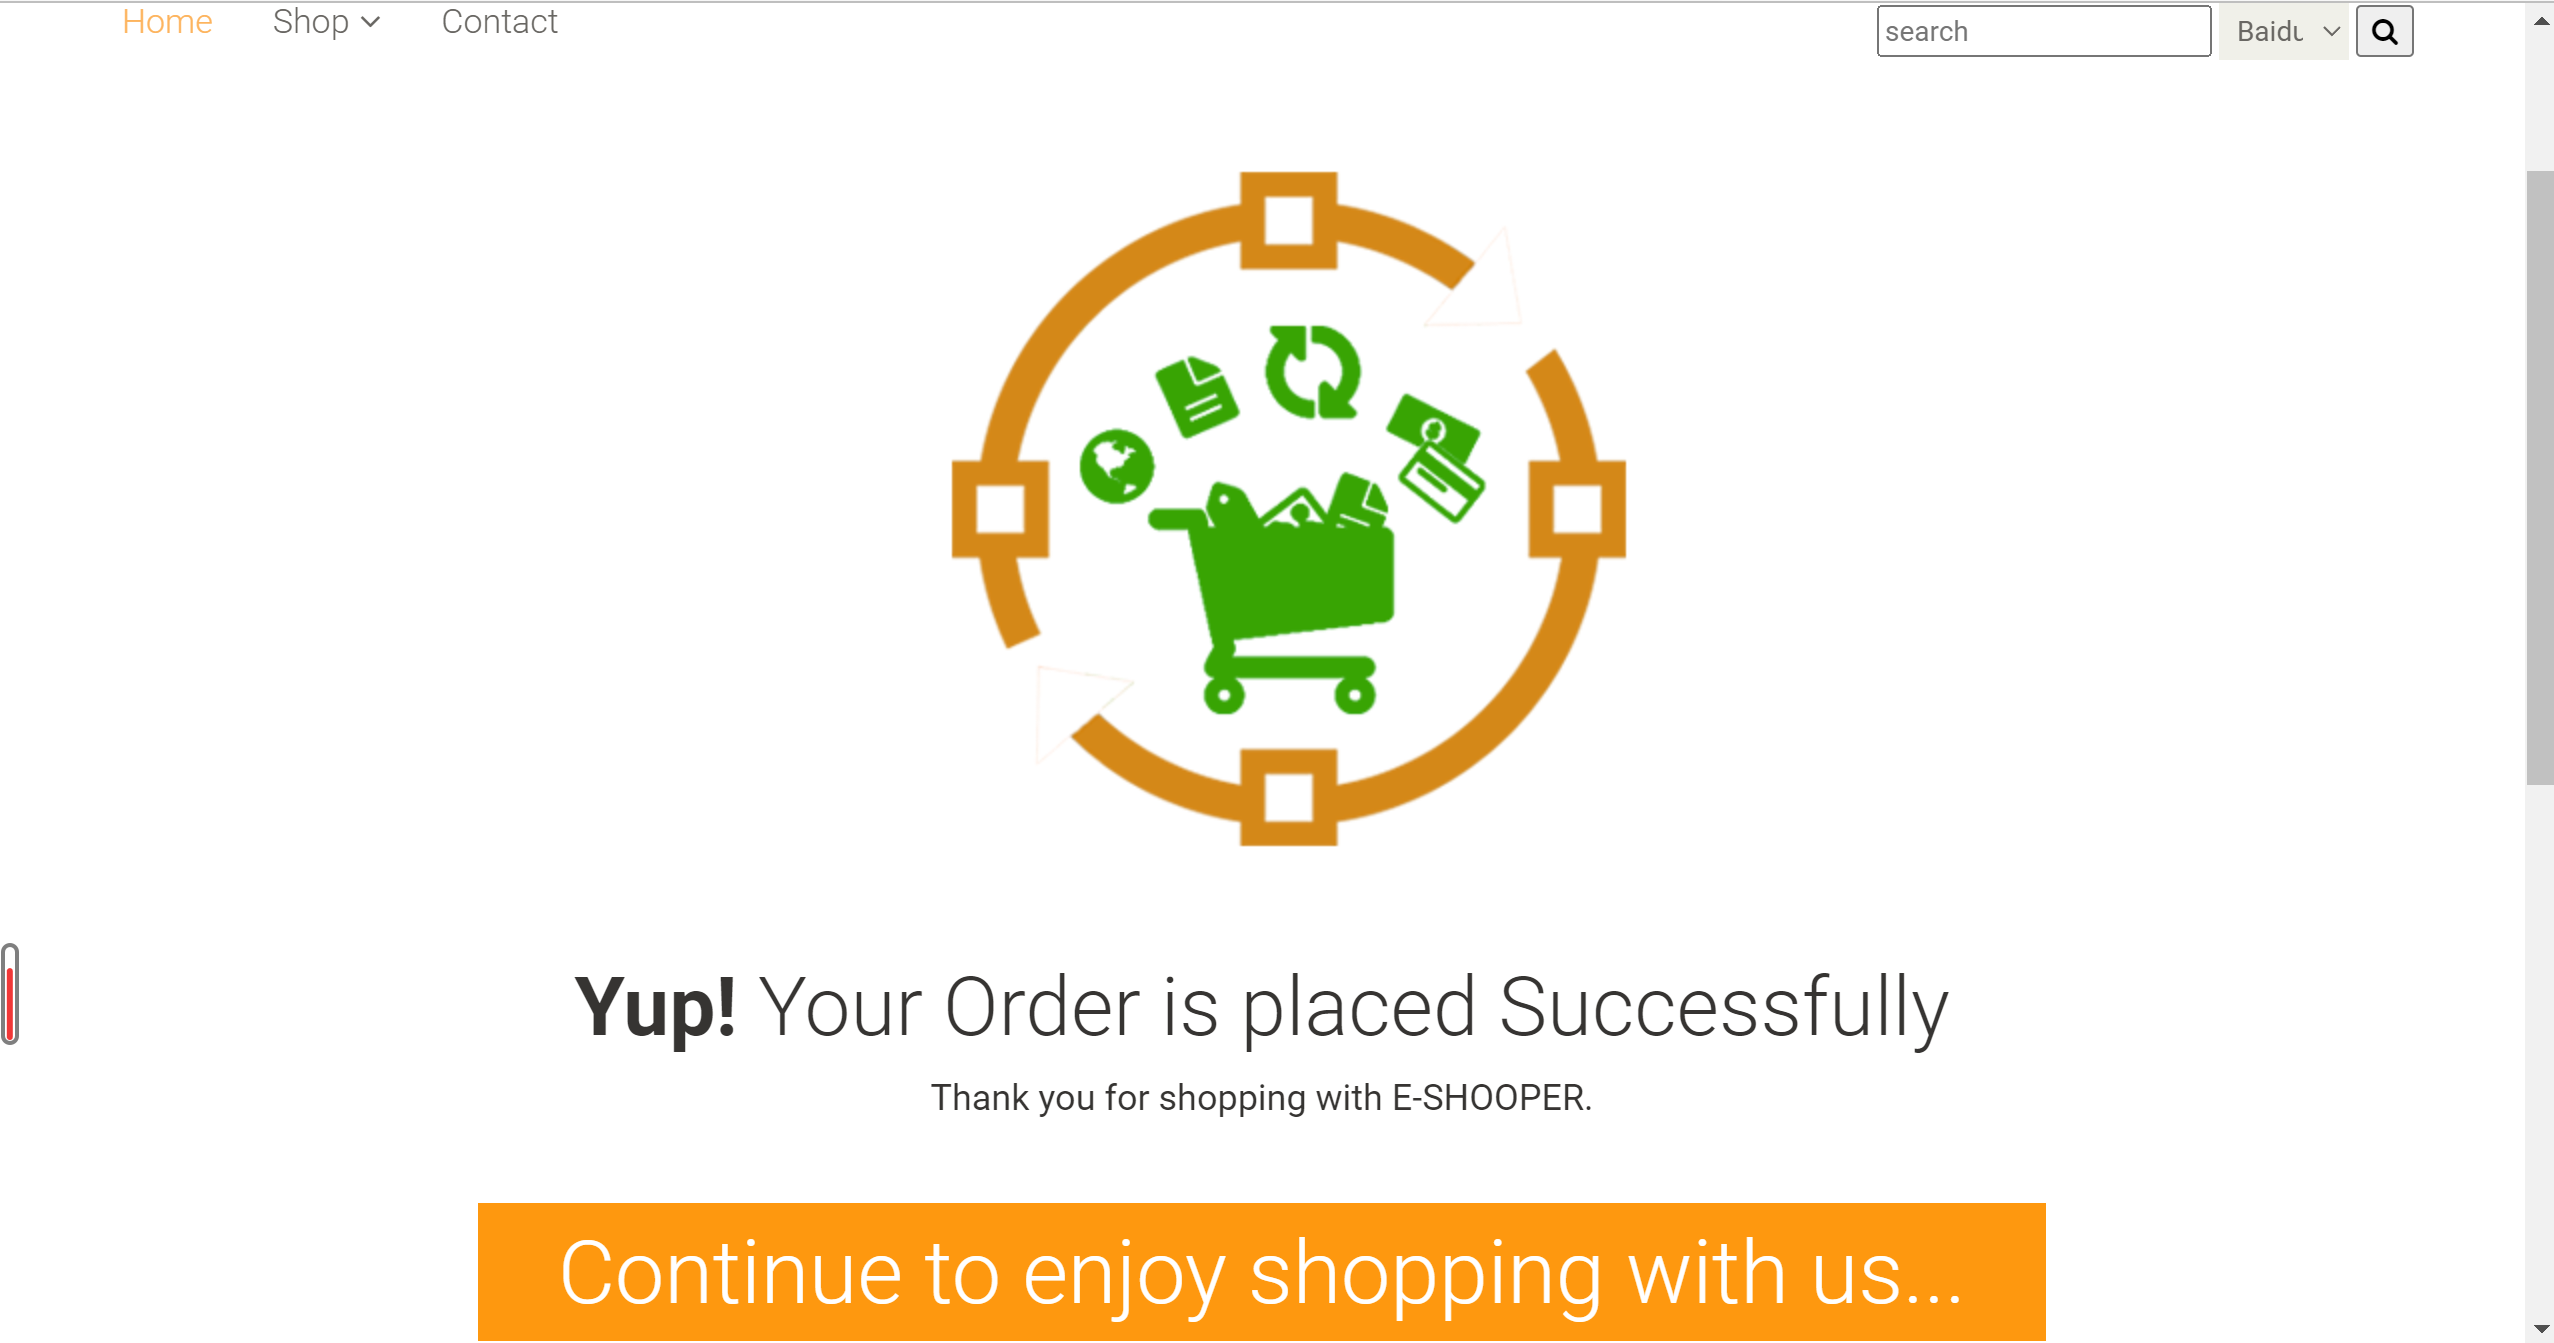 Home Shop Contact search Baidu
Yup! Your Order is placed Successfully
Thank you for shopping with E-SHOOPER.
Continue to enjoy shopping with us...